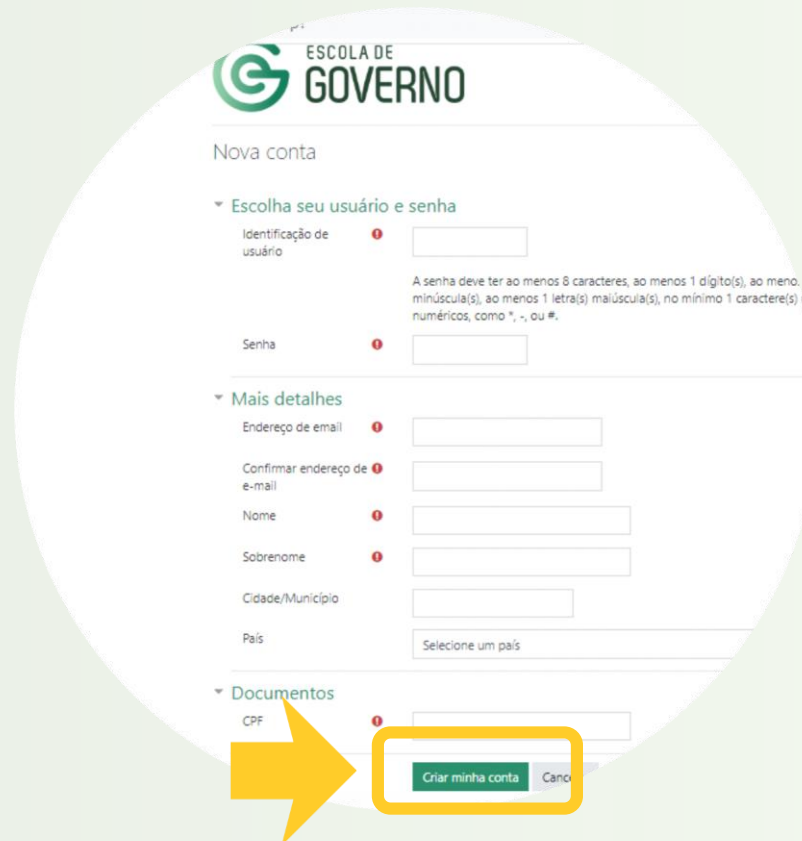 ESCOLA DE
GOVERNO
Nova conta
Escolha seu usuário e senha
Identificação de
usuário
A senha deve ter ao menos 8 caracteres, ao menos 1 dígito(s), ao meno.
minúscula(s), ao menos 1 letra(s) maiúscula(s), no mínimo 1 caractere(s)
numéricos, como *, -, ou #.
Senha
Mais detalhes
Endereço de email
Confirmar endereço de
e-mail
Nome
Sobrenome
Cidade/Município
País
Selecione um país
Documentos
CPF
Criar minha conta Cance